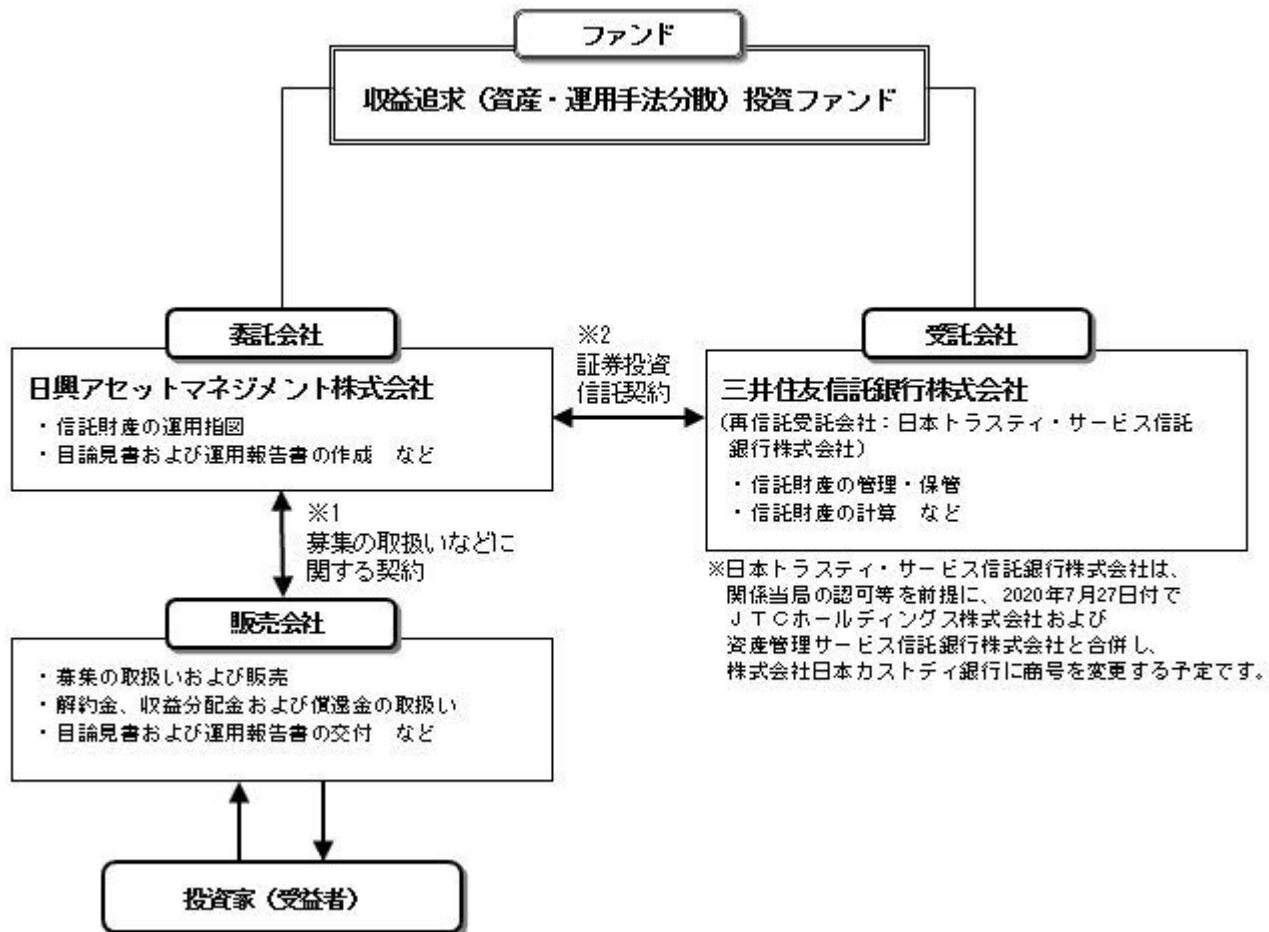 ファンド
収益追求（資産・運用手法分散）投資ファンド
委託会社
日興アセットマネジメント株式会社
・信託財産の運用指図
・目論見書および運用報告書の作成　など
※2
証券投資
信託契約
受託会社
三井住友信託銀行株式会社
（再信託受託会社：日本トラスティ・サービス信託
銀行株式会社）
・信託財産の管理・保管
・信託財産の計算　など
※1
募集の取扱いなどに
関する契約
※日本トラスティ・サービス信託銀行株式会社は、
関係当局の認可等を前提に、2020年7月27日付で
ＪＴＣホールディングス株式会社および
資産管理サービス信託銀行株式会社と合併し、
株式会社日本カストディ銀行に商号を変更する予定です。
販売会社
・募集の取扱いおよび販売
・解約金、収益分配金および償還金の取扱い
・目論見書および運用報告書の交付　など
投資家（受益者）